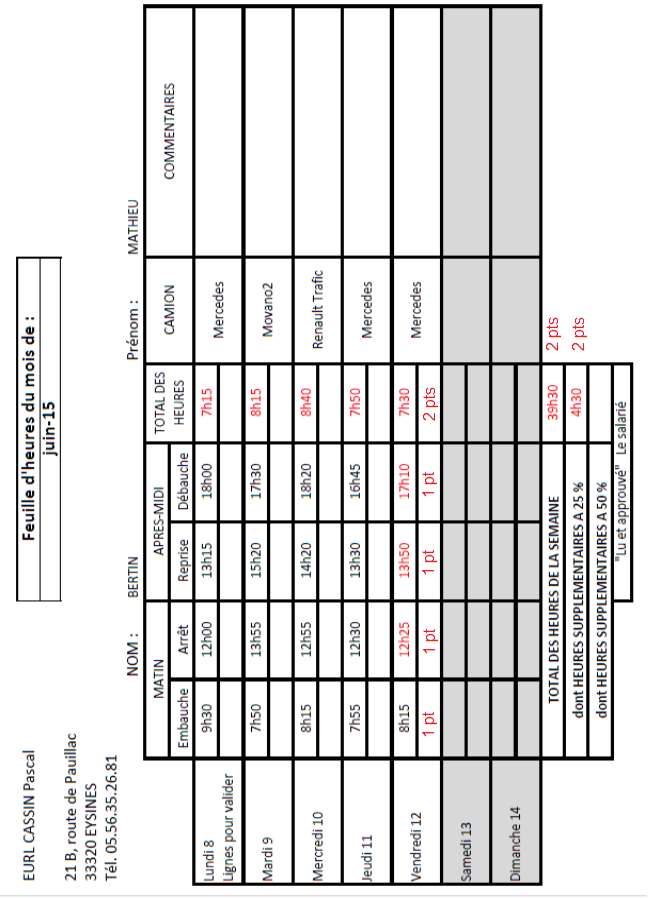 EURL CASSIN Pascal
Feuille d'heures du mois de :
juin-15
21 B, route de Pauillac
33320 EYSINES
Tél. 05.56.35.26.81
NOM : BERTIN Prénom : MATHIEU
MATIN APRES-MIDI TOTAL DES HEURES CAMION COMMENTAIRES
Embauche Arrêt Reprise Débauche
Lundi 8 9h30 12h00 13h15 18h00 7h15 Mercedes
Lignes pour valider
Mardi 9 7h50 13h55 15h20 17h30 8h15 Movano2
Mercredi 10 8h15 12h55 14h20 18h20 8h40 Renault Trafic
Jeudi 11 7h55 12h30 13h30 16h45 7h50 Mercedes
Vendredi 12 8h15 12h25 13h50 17h10 7h30 Mercedes
1 pt 1 pt 1 pt 1 pt 2 pts
Samedi 13
Dimanche 14
TOTAL DES HEURES DE LA SEMAINE 39h30 2 pts
dont HEURES SUPPLEMENTAIRES A 25 % 4h30 2 pts
dont HEURES SUPPLEMENTAIRES A 50 %
"Lu et approuvé" Le salarié